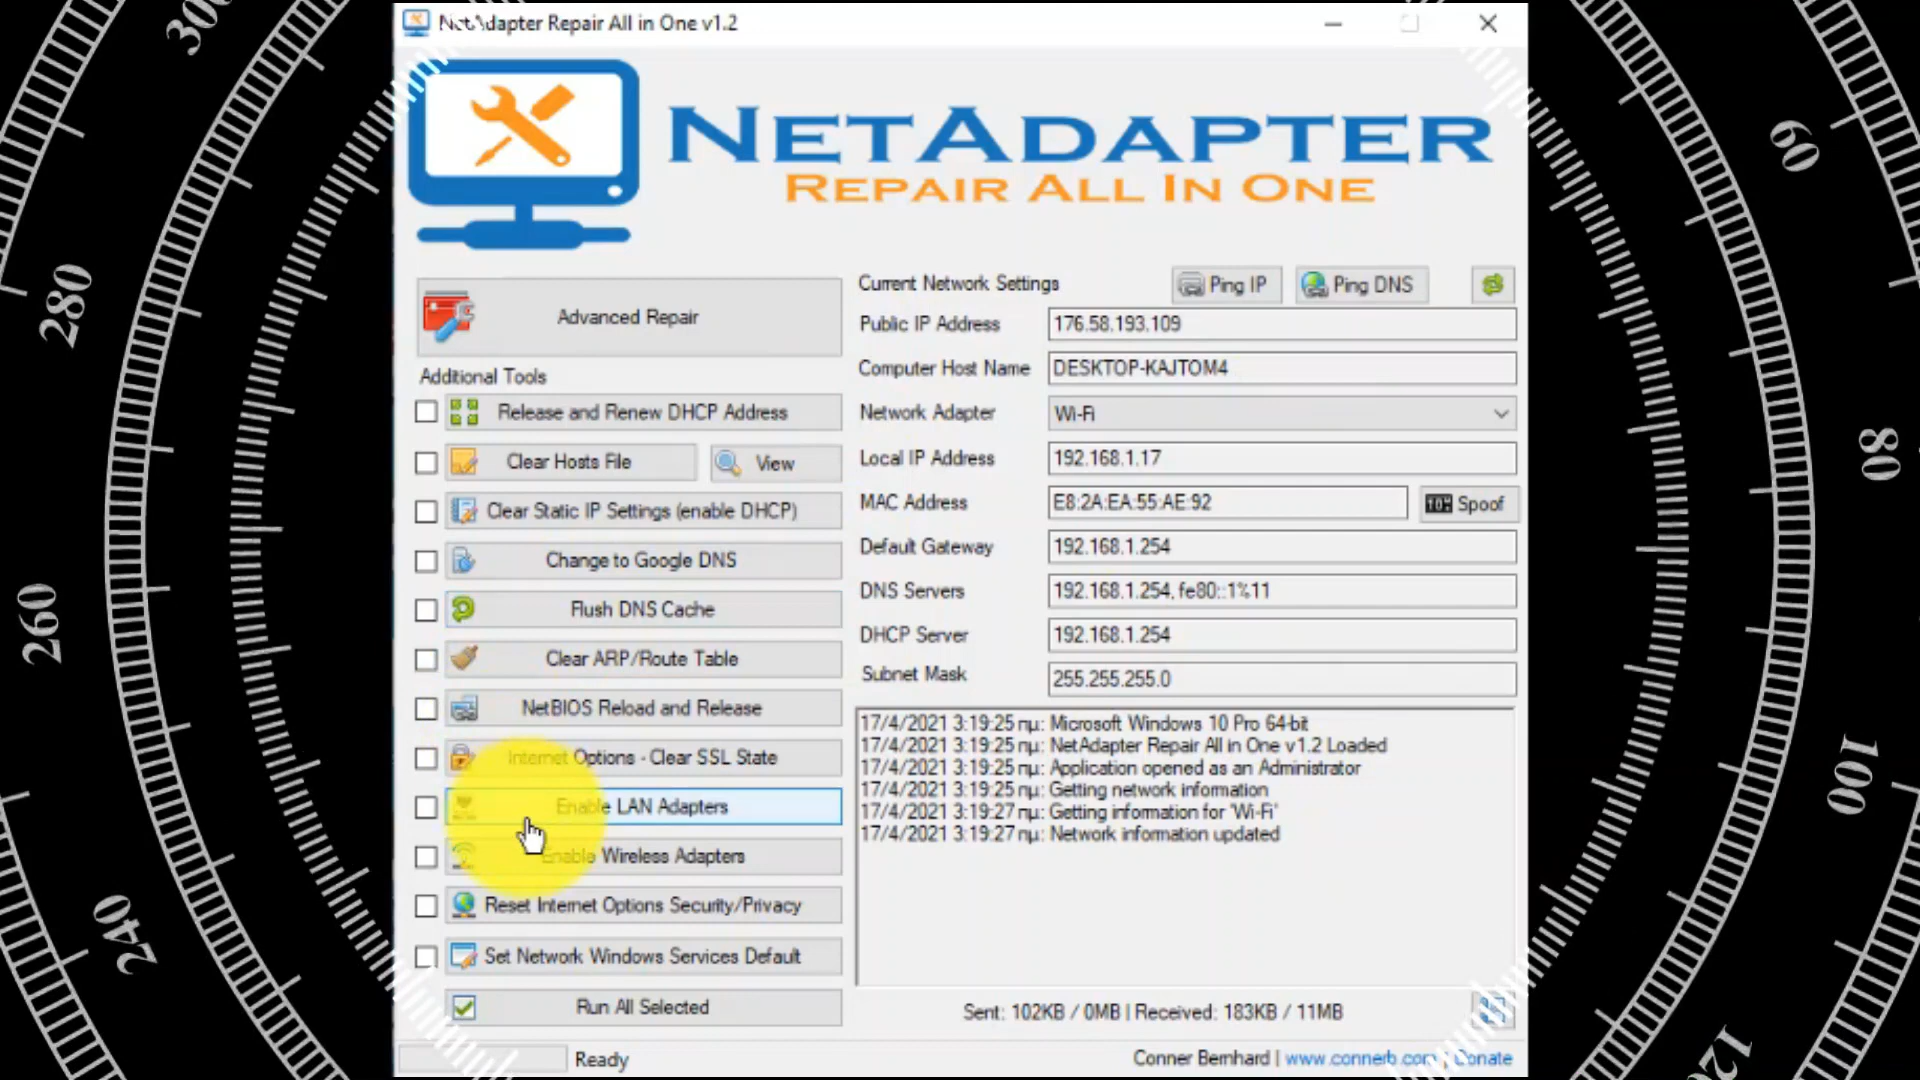 NetAdapter Repair All in One v1.2
NETADAPTER
REPAIR ALL IN ONE
Advanced Repair
Additional Tools
Release and Renew DHCP Address
Clear Hosts File
View
Clear Static IP Settings (enable DHCP)
Change to Google DNS
Flush DNS Cache
Clear ARP/Route Table
NetBIOS Reload and Release
Internet Options - Clear SSL State
Enable LAN Adapters
Enable Wireless Adapters
Reset Internet Options Security/Privacy
Set Network Windows Services Default
Run All Selected
Current Network Settings
Ping IP
Ping DNS
Public IP Address 176.58.193.109
Computer Host Name DESKTOP-KAJTOM4
Network Adapter Wi-Fi
Local IP Address 192.168.1.17
MAC Address E8:2A:EA:55:AE:92 Spoof
Default Gateway 192.168.1.254
DNS Servers 192.168.1.254, fe80::1%11
DHCP Server 192.168.1.254
Subnet Mask 255.255.255.0
17/4/2021 3:19:25 πμ: Microsoft Windows 10 Pro 64-bit
17/4/2021 3:19:25 πμ: NetAdapter Repair All in One v1.2 Loaded
17/4/2021 3:19:25 πμ: Application opened as an Administrator
17/4/2021 3:19:25 πμ: Getting network information
17/4/2021 3:19:27 πμ: Getting information for 'Wi-Fi'
17/4/2021 3:19:27 πμ: Network information updated
Sent: 102KB / 0MB | Received: 183KB / 11MB
Ready
Conner Bernhard | www.connerb.com | Donate
300
280
260
240
60
80
100